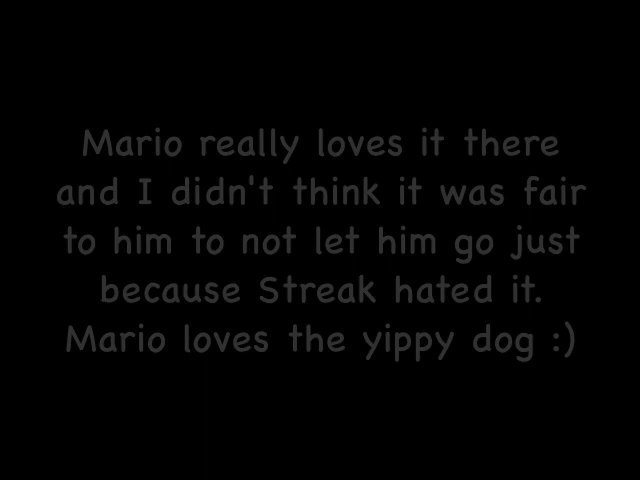 Mario really loves it there
and I didn't think it was fair
to him to not let him go just
because Streak hated it.
Mario loves the yippy dog :)